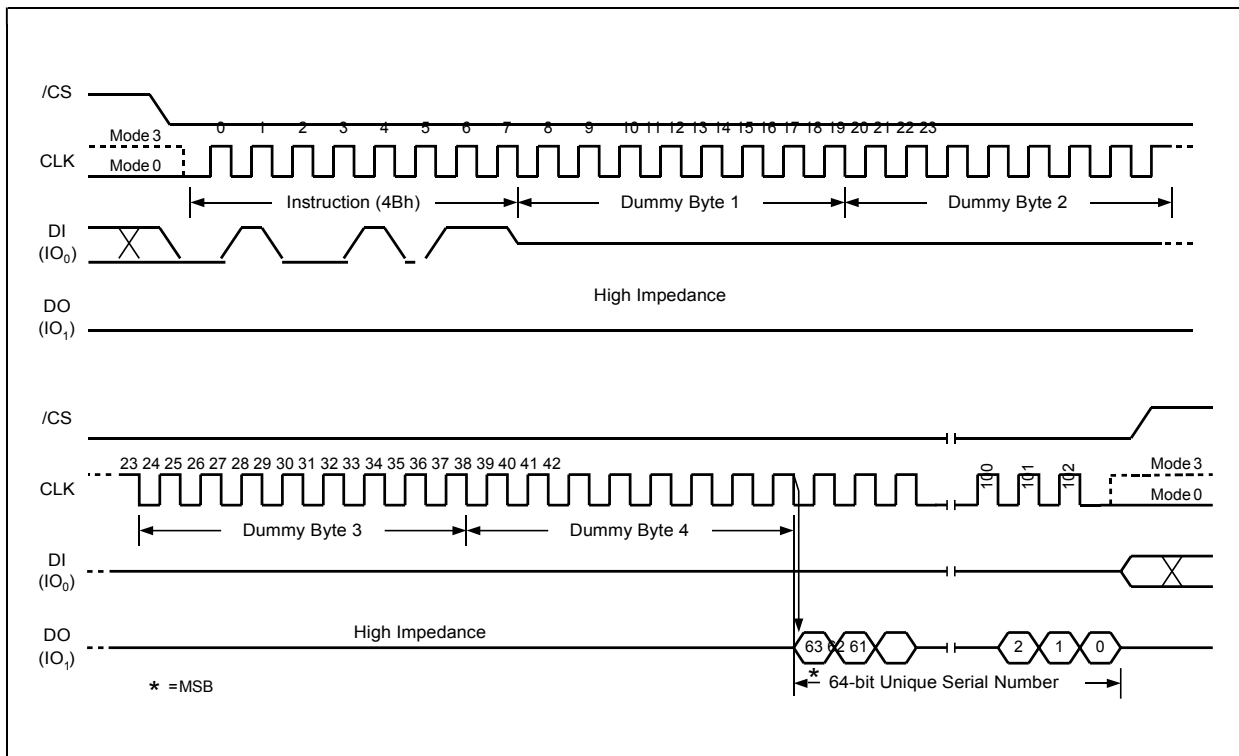 /CS
Mode 3
0 1 2 3 4 5 6 7 8 9 10 11 12 13 14 15 16 17 18 19 20 21 22 23
CLK
Mode 0
Instruction (4Bh) Dummy Byte 1 Dummy Byte 2
DI
(IO0)
High Impedance
DO
(IO1)
/CS
23 24 25 26 27 28 29 30 31 32 33 34 35 36 37 38 39 40 41 42
100 101 102
Mode 3
CLK
Mode 0
Dummy Byte 3 Dummy Byte 4
DI
(IO0)
DO
(IO1)
High Impedance
63 62 61 2 1 0
* =MSB
* 64-bit Unique Serial Number